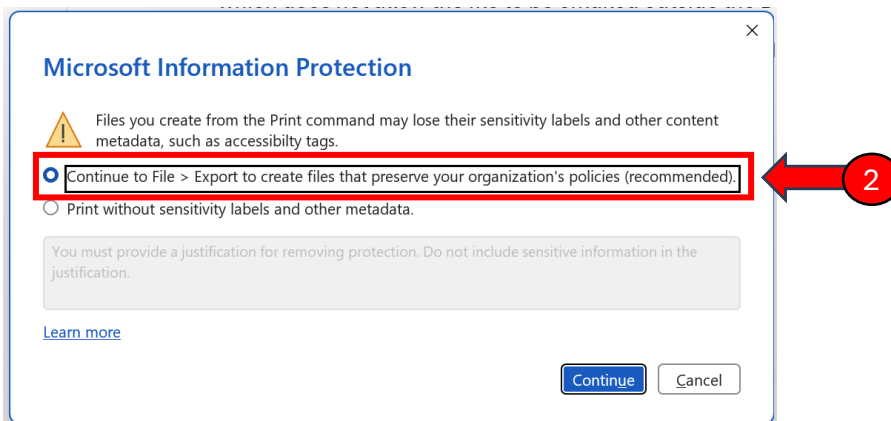 Microsoft Information Protection
Files you create from the Print command may lose their sensitivity labels and other content
metadata, such as accessibilty tags.
Continue to File > Export to create files that preserve your organization's policies (recommended).
2
Print without sensitivity labels and other metadata.
You must provide a justification for removing protection. Do not include sensitive information in the
justification.
Learn more
Continue
Cancel